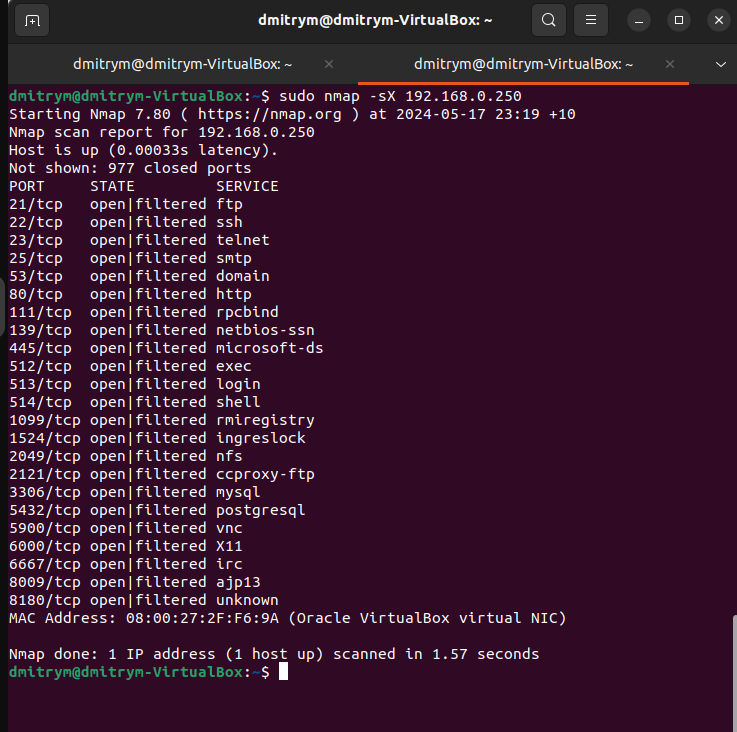 dmitrym@dmitrym-VirtualBox: ~
dmitrym@dmitrym-VirtualBox: ~
dmitrym@dmitrym-VirtualBox: ~
dmitrym@dmitrym-VirtualBox:~$ sudo nmap -sX 192.168.0.250
Starting Nmap 7.80 ( https://nmap.org ) at 2024-05-17 23:19 +10
Nmap scan report for 192.168.0.250
Host is up (0.00033s latency).
Not shown: 977 closed ports
PORT     STATE         SERVICE
21/tcp   open|filtered ftp
22/tcp   open|filtered ssh
23/tcp   open|filtered telnet
25/tcp   open|filtered smtp
53/tcp   open|filtered domain
80/tcp   open|filtered http
111/tcp  open|filtered rpcbind
139/tcp  open|filtered netbios-ssn
445/tcp  open|filtered microsoft-ds
512/tcp  open|filtered exec
513/tcp  open|filtered login
514/tcp  open|filtered shell
1099/tcp open|filtered rmiregistry
1524/tcp open|filtered ingreslock
2049/tcp open|filtered nfs
2121/tcp open|filtered ccproxy-ftp
3306/tcp open|filtered mysql
5432/tcp open|filtered postgresql
5900/tcp open|filtered vnc
6000/tcp open|filtered X11
6667/tcp open|filtered irc
8009/tcp open|filtered ajp13
8180/tcp open|filtered unknown
MAC Address: 08:00:27:2F:F6:9A (Oracle VirtualBox virtual NIC)
Nmap done: 1 IP address (1 host up) scanned in 1.57 seconds
dmitrym@dmitrym-VirtualBox:~$